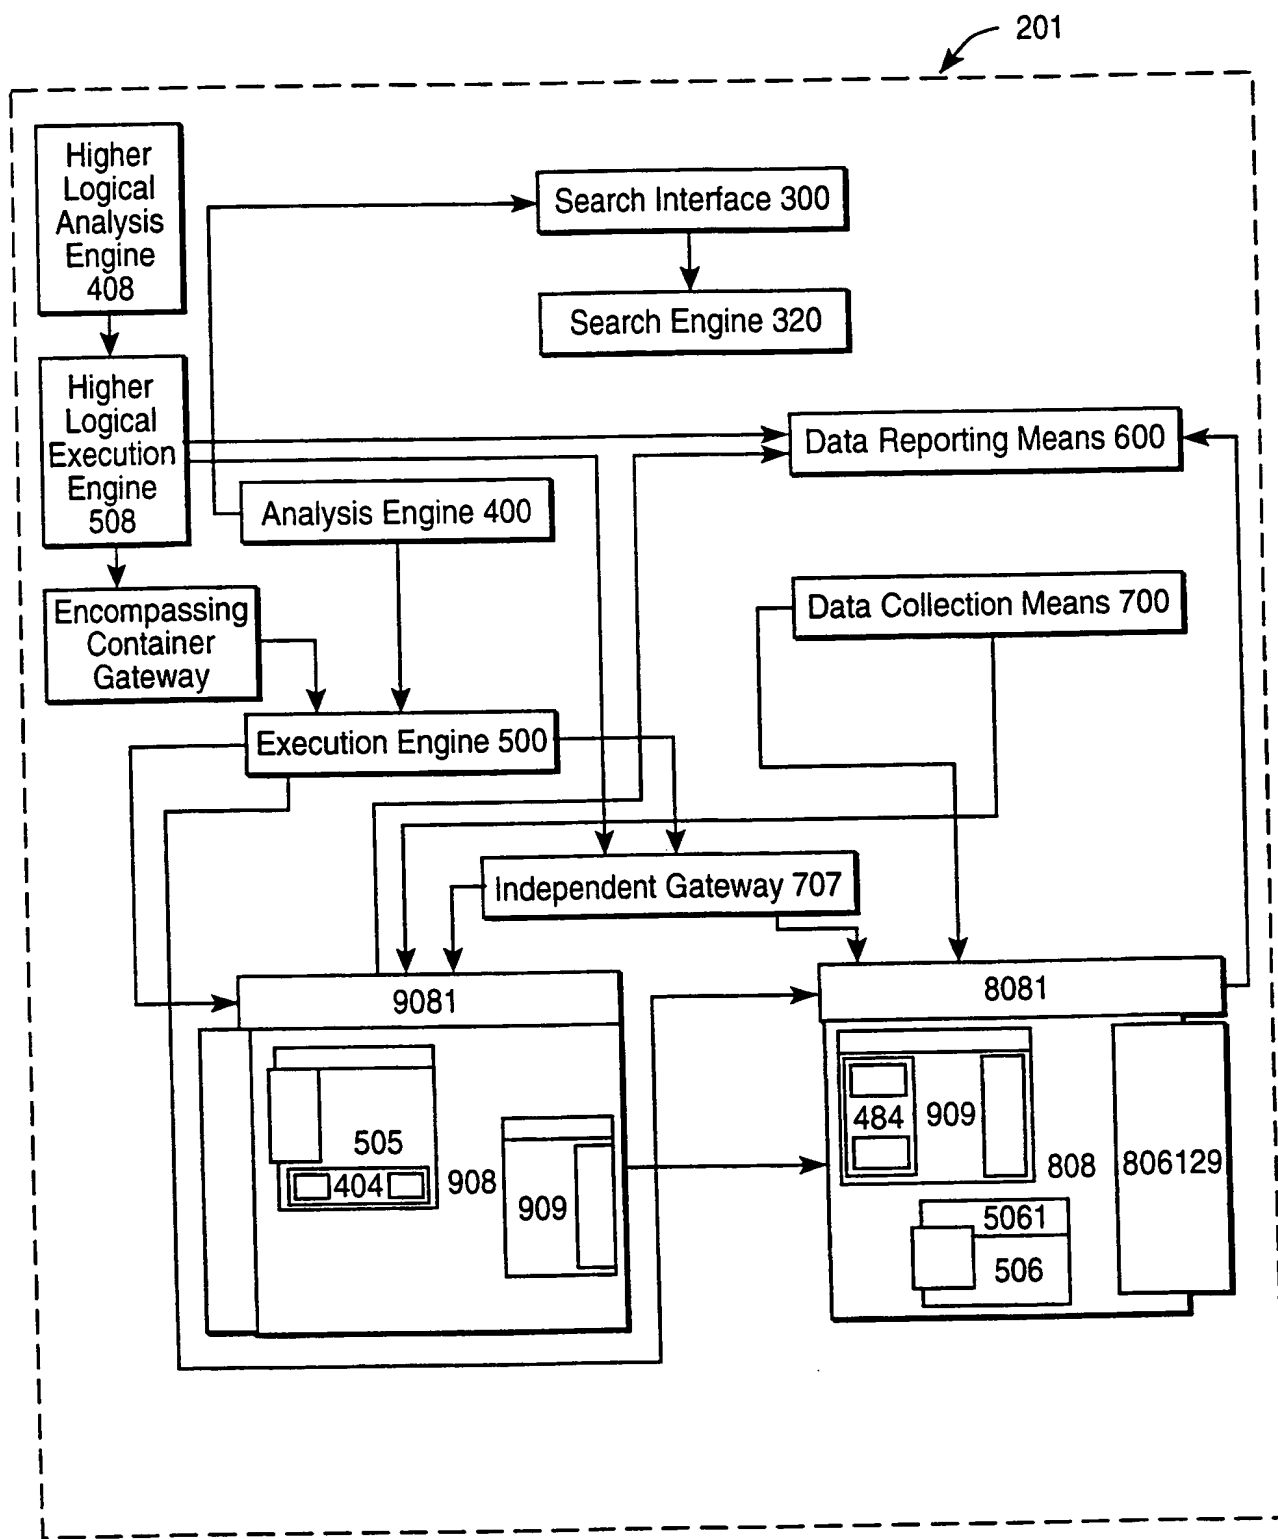 201
Higher
Logical
Analysis
Engine
408
Search Interface 300
Search Engine 320
Higher
Logical
Execution
Engine
508
Data Reporting Means 600
Analysis Engine 400
Data Collection Means 700
Encompassing
Container
Gateway
Execution Engine 500
Independent Gateway 707
9081
8081
505
404
908
909
484
909
808
806129
5061
506